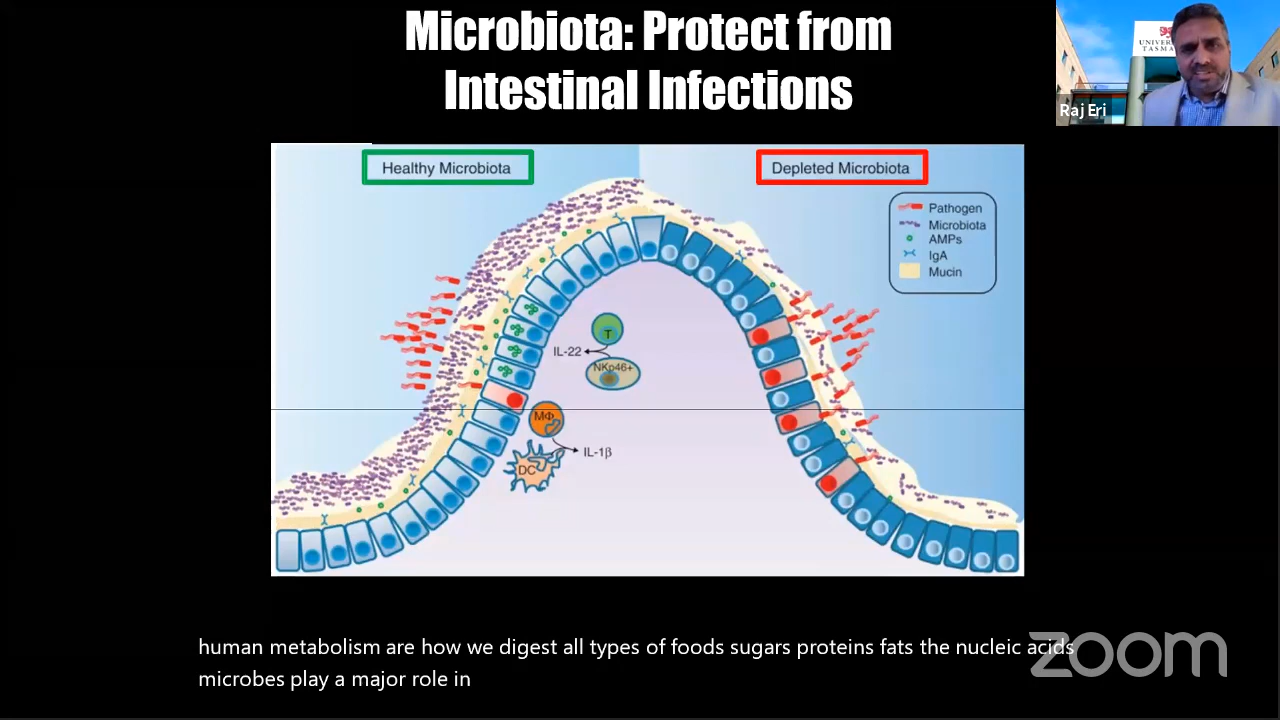 Microbiota: Protect from
Intestinal Infections
Raj Eri
Healthy Microbiota
Depleted Microbiota
Pathogen
Microbiota
AMPs
IgA
Mucin
T
IL-22
NKp46+
MΦ
IL-1β
DC
human metabolism are how we digest all types of foods sugars proteins fats the nucleic acids
microbes play a major role in
zoom